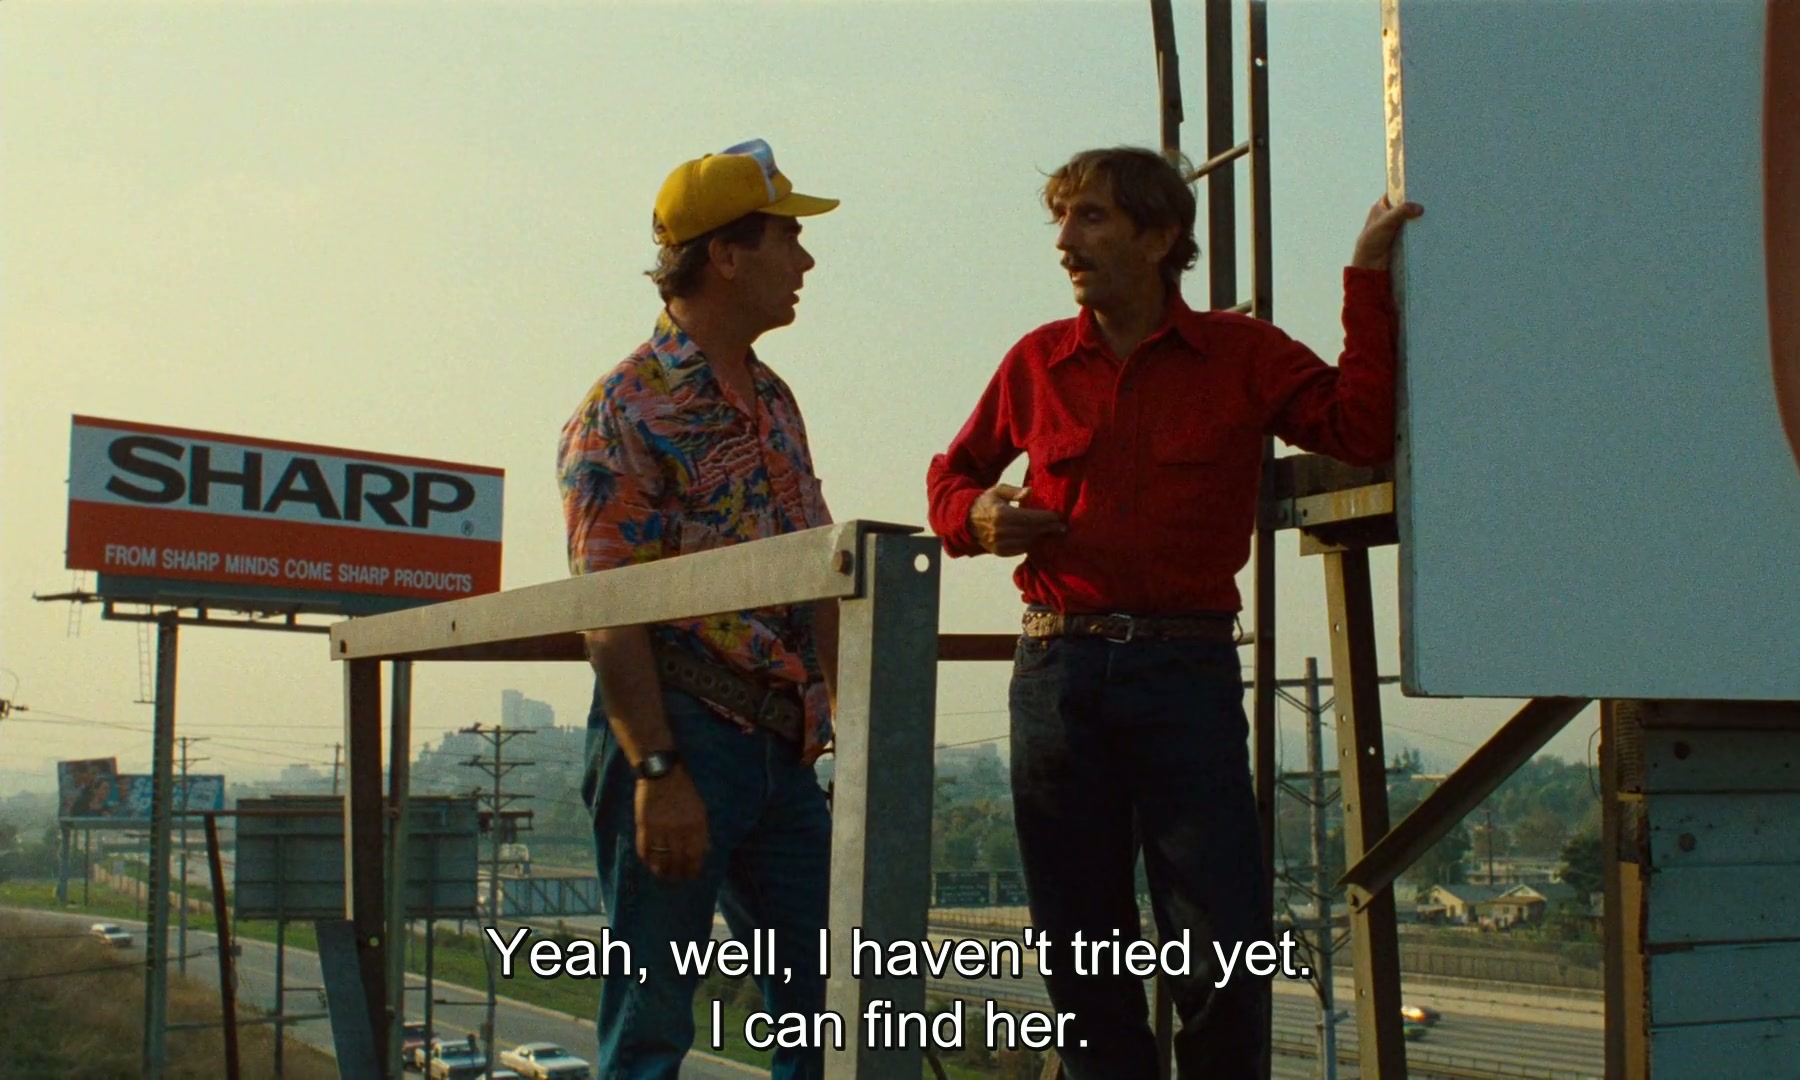 SHARP®
FROM SHARP MINDS COME SHARP PRODUCTS
Yeah, well, I haven't tried yet.
I can find her.